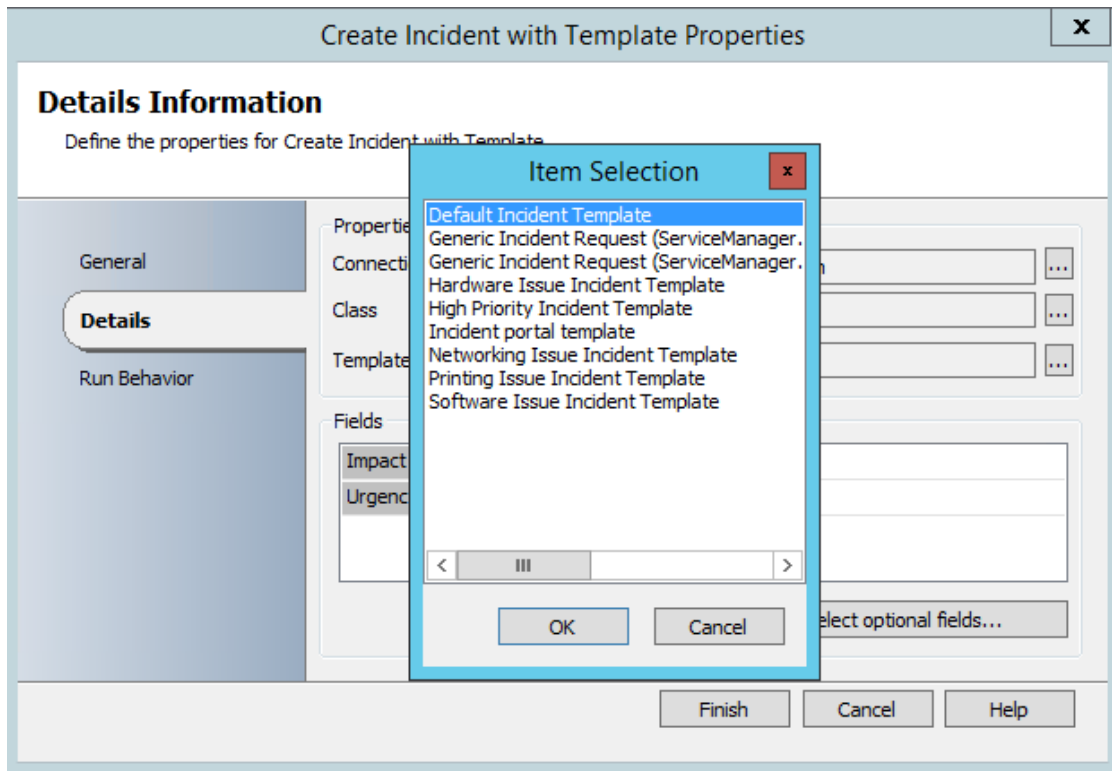 Create Incident with Template Properties
x
Details Information
Define the properties for Create Incident with Template
Item Selection
x
Default Incident Template
Generic Incident Request (ServiceManager.
Generic Incident Request (ServiceManager.
Hardware Issue Incident Template
High Priority Incident Template
Incident portal template
Networking Issue Incident Template
Printing Issue Incident Template
Software Issue Incident Template
OK
Cancel
General
Details
Run Behavior
Propertie
Connecti
...
Class
...
Template
...
Fields
Impact
Urgenc
elect optional fields...
Finish
Cancel
Help